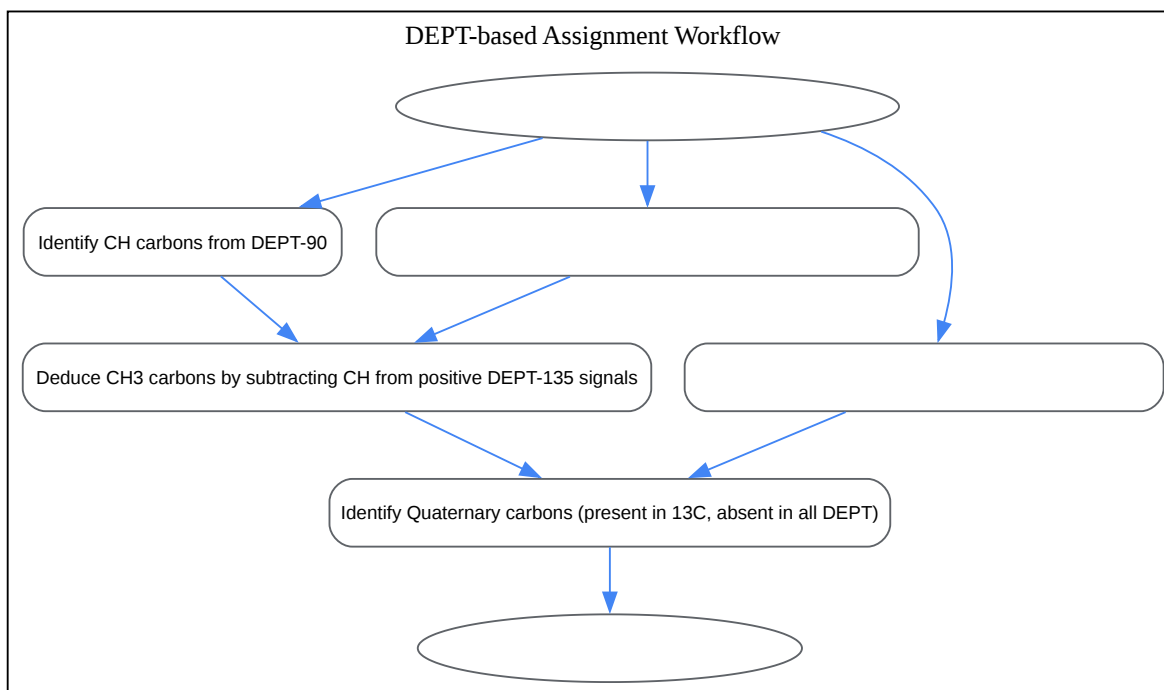 DEPT-based Assignment Workflow
Identify CH carbons from DEPT-90
Deduce CH3 carbons by subtracting CH from positive DEPT-135 signals
Identify Quaternary carbons (present in 13C, absent in all DEPT)